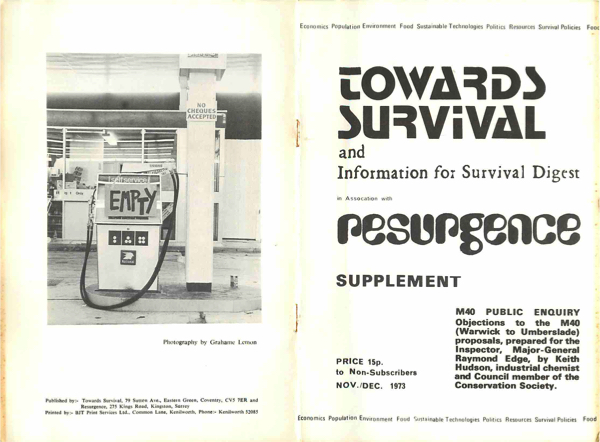 NO
CHEQUES
ACCEPTED
self service
EMPTY
Photography by Grahame Lemon
Published by:- Towards Survival, 79 Sutton Ave., Eastern Green, Coventry, CV5 7ER and
Resurgence, 275 Kings Road, Kingston, Surrey
Printed by:- BJT Print Services Ltd., Common Lane, Kenilworth, Phone:- Kenilworth 52085
Economics Population Environment Food Sustainable Technologies Politics Resources Survival Policies Food
TOWARDS
SURViVAL
and
Information for Survival Digest
in Assocation with
resurgence
SUPPLEMENT
M40 PUBLIC ENQUIRY
Objections to the M40
(Warwick to Umberslade)
proposals, prepared for the
Inspector, Major-General
Raymond Edge, by Keith
Hudson, industrial chemist
and Council member of the
Conservation Society.
PRICE 15p.
to Non-Subscribers
NOV./DEC. 1973
Economics Population Environment Food Sustainable Technologies Politics Resources Survival Policies Food